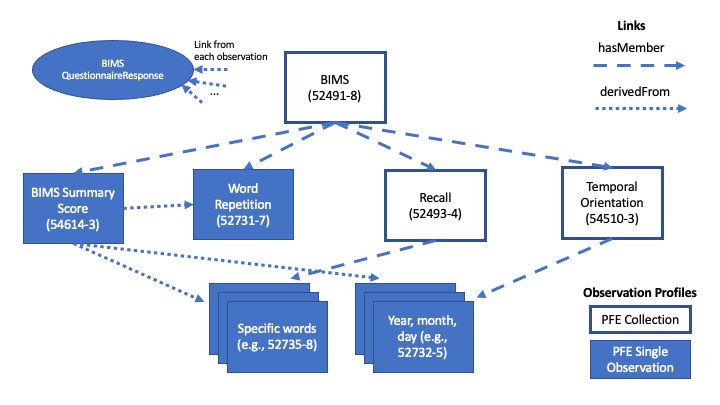 Links
hasMember
derivedFrom
BIMS
QuestionnaireResponse
Link from
each observation
...
BIMS
(52491-8)
BIMS Summary
Score
(54614-3)
Word
Repetition
(52731-7)
Recall
(52493-4)
Temporal
Orientation
(54510-3)
Specific words
(e.g., 52735-8)
Year, month,
day (e.g.,
52732-5)
Observation Profiles
PFE Collection
PFE Single
Observation